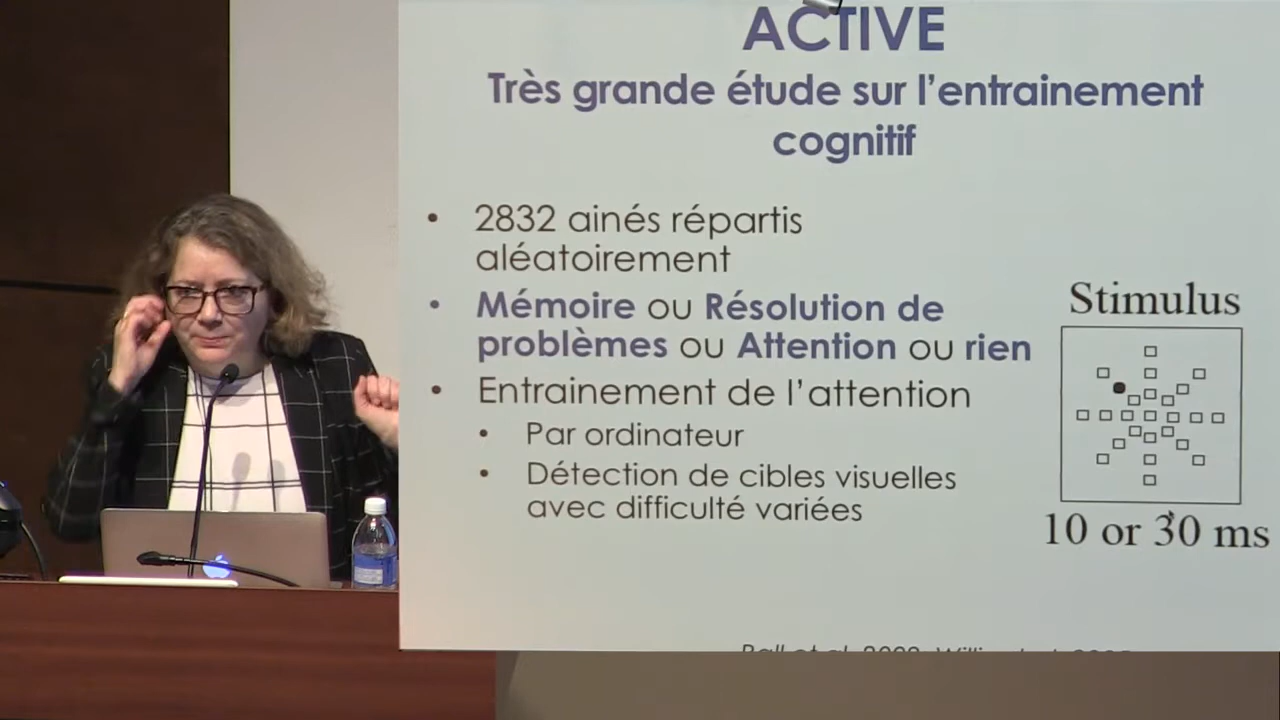 ACTIVE
Très grande étude sur l'entrainement
cognitif
• 2832 ainés répartis
aléatoirement
• Mémoire ou Résolution de
problèmes ou Attention ou rien
• Entrainement de l'attention
• Par ordinateur
• Détection de cibles visuelles
avec difficulté variées
Stimulus
10 or 30 ms